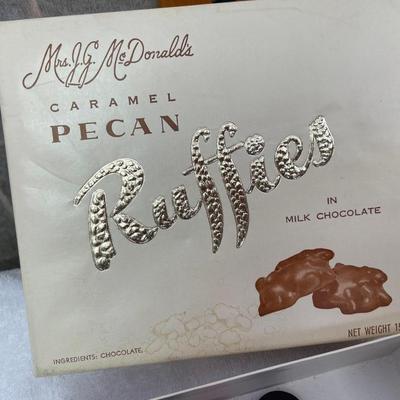 Mrs. J.G. McDonald's
CARAMEL
PECAN
Ruffies
IN
MILK CHOCOLATE
NET WEIGHT
INGREDIENTS: CHOCOLATE,